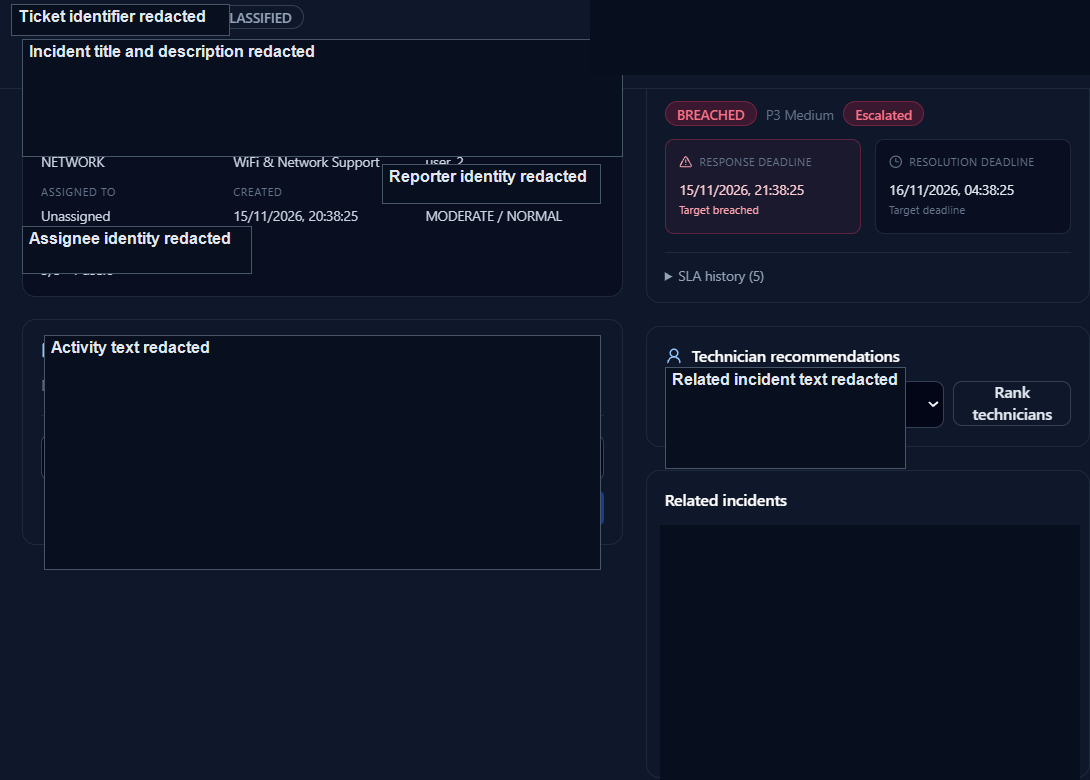 Ticket identifier redacted
LASSIFIED
Incident title and description redacted
NETWORK
WiFi & Network Support
user_2
Reporter identity redacted
ASSIGNED TO
CREATED
Unassigned
15/11/2026, 20:38:25
MODERATE / NORMAL
Assignee identity redacted
Activity text redacted
BREACHED
P3 Medium
Escalated
RESPONSE DEADLINE
15/11/2026, 21:38:25
Target breached
RESOLUTION DEADLINE
16/11/2026, 04:38:25
Target deadline
SLA history (5)
Technician recommendations
Related incident text redacted
Rank
technicians
Related incidents